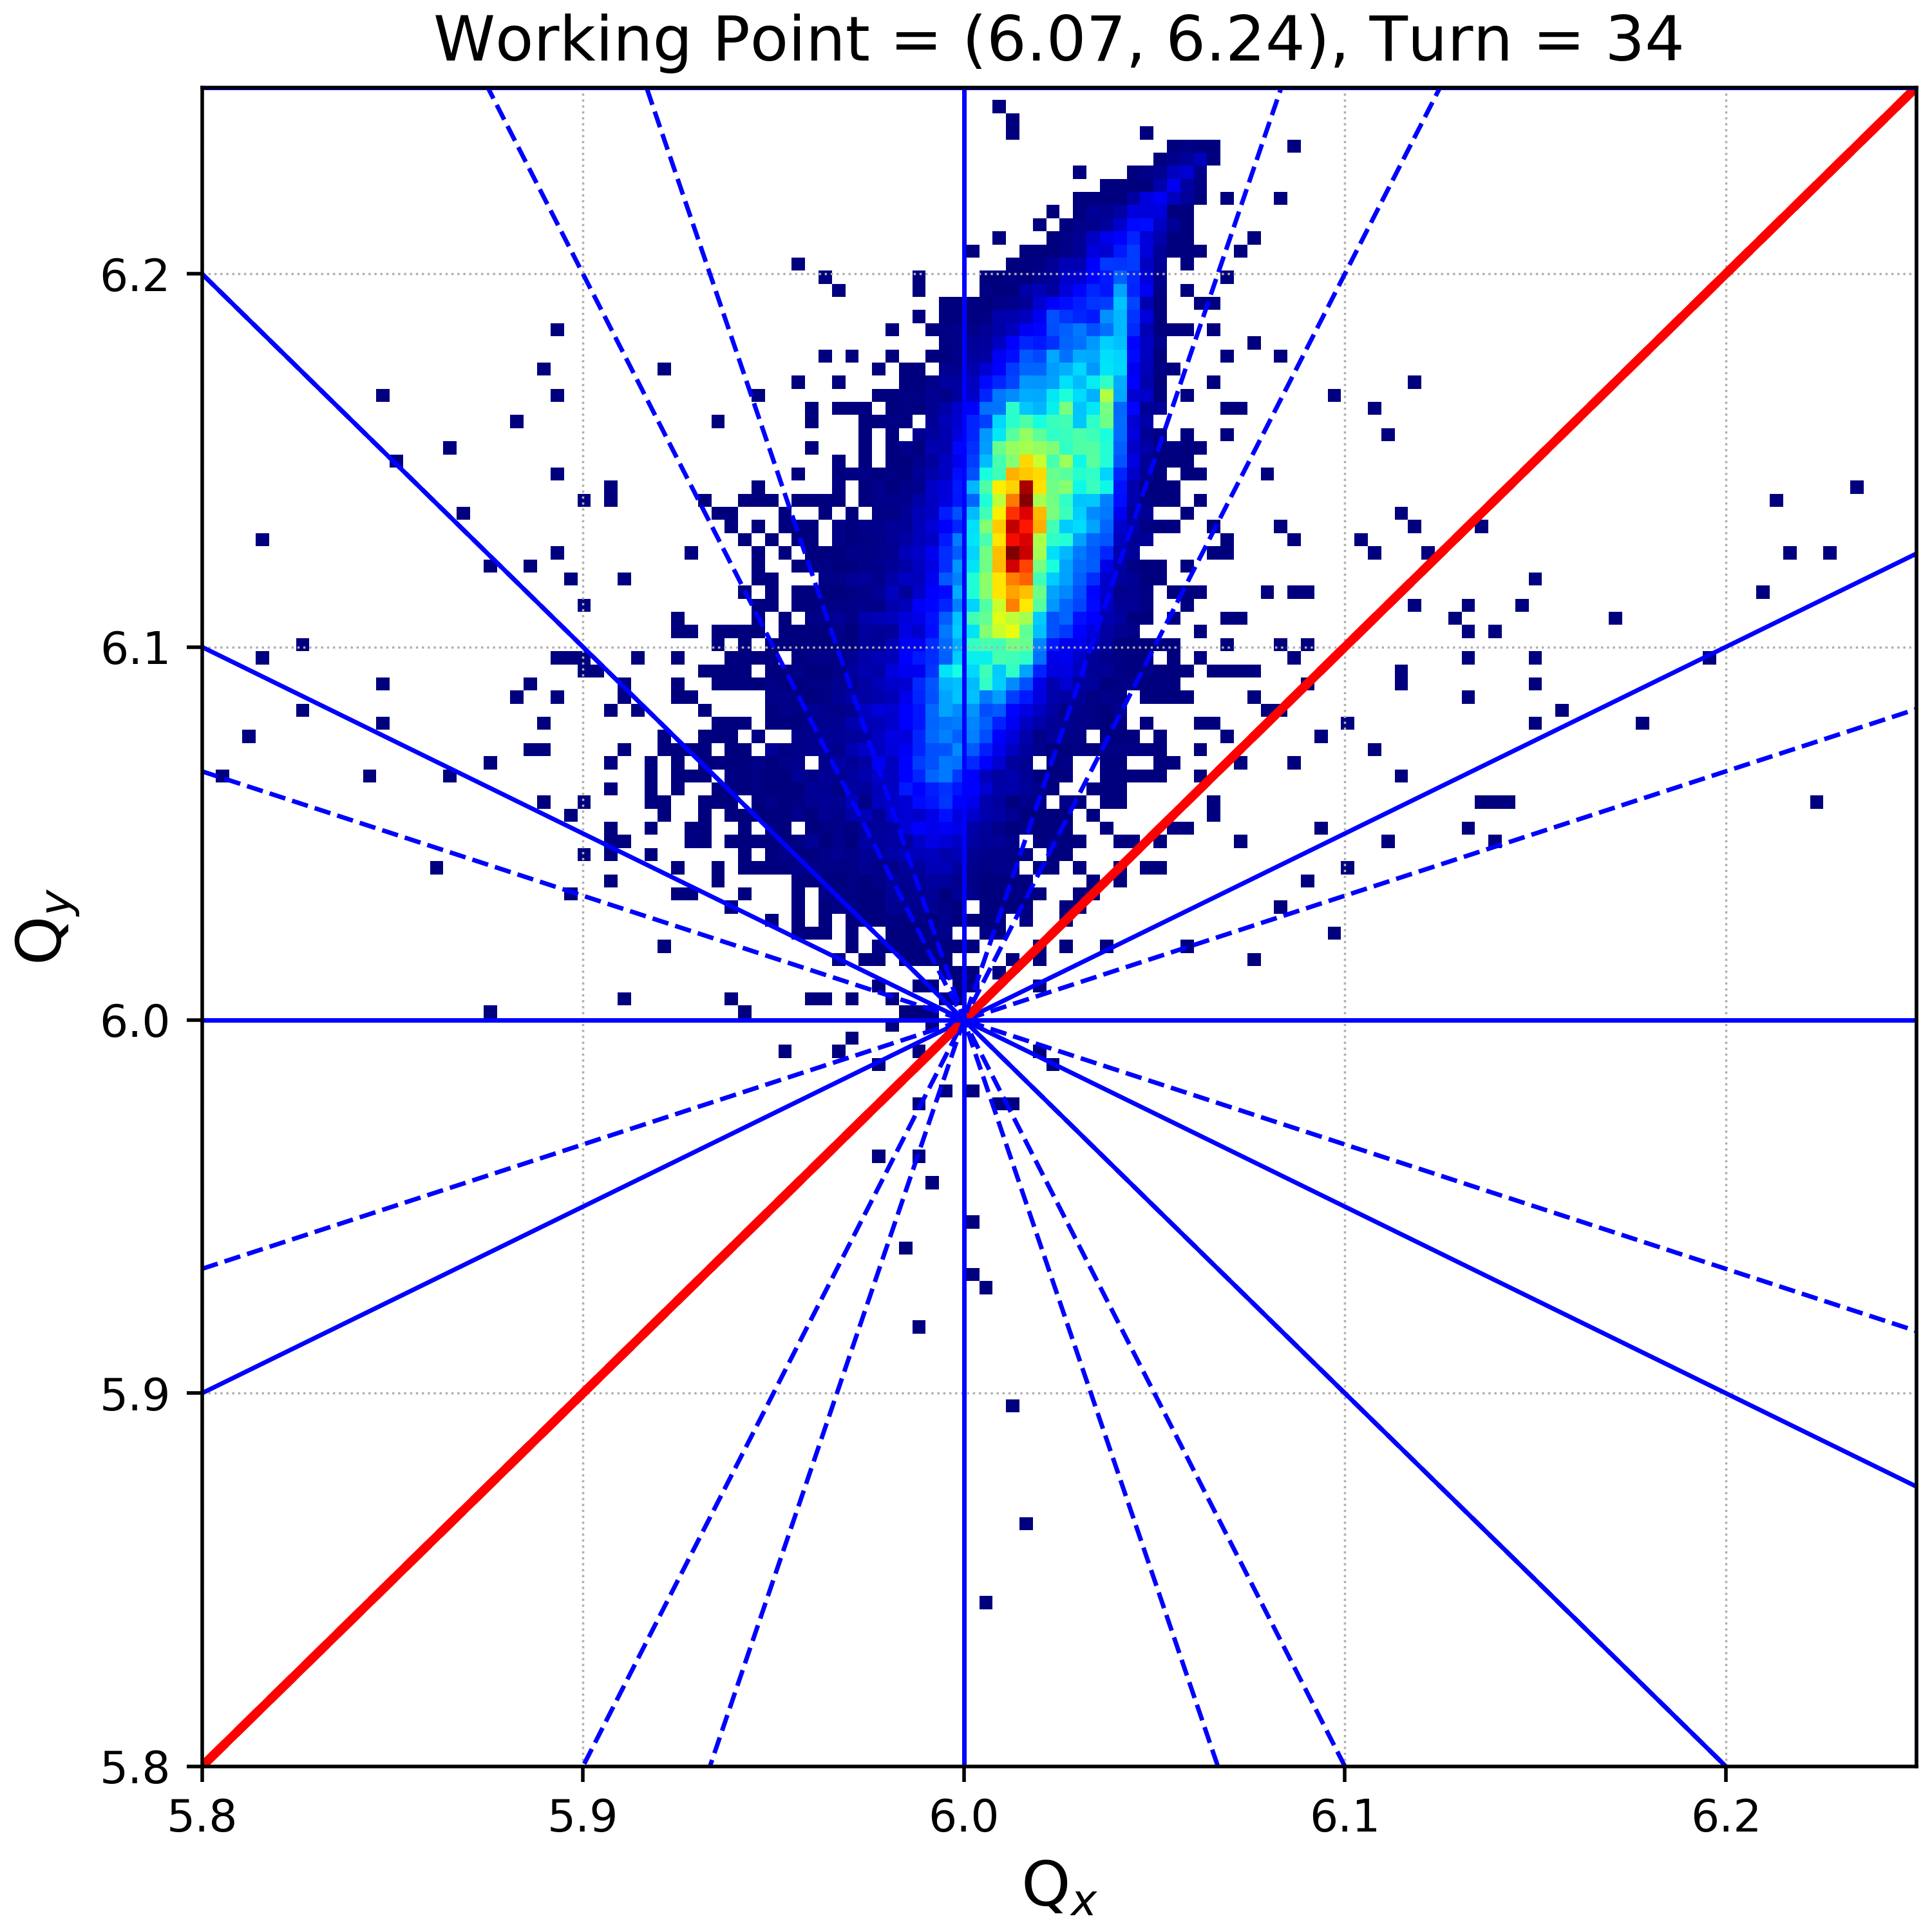 Working Point = (6.07, 6.24), Turn = 34
6.2
6.1
6.0
5.9
5.8
Qy
5.8 5.9 6.0 6.1 6.2
Qx